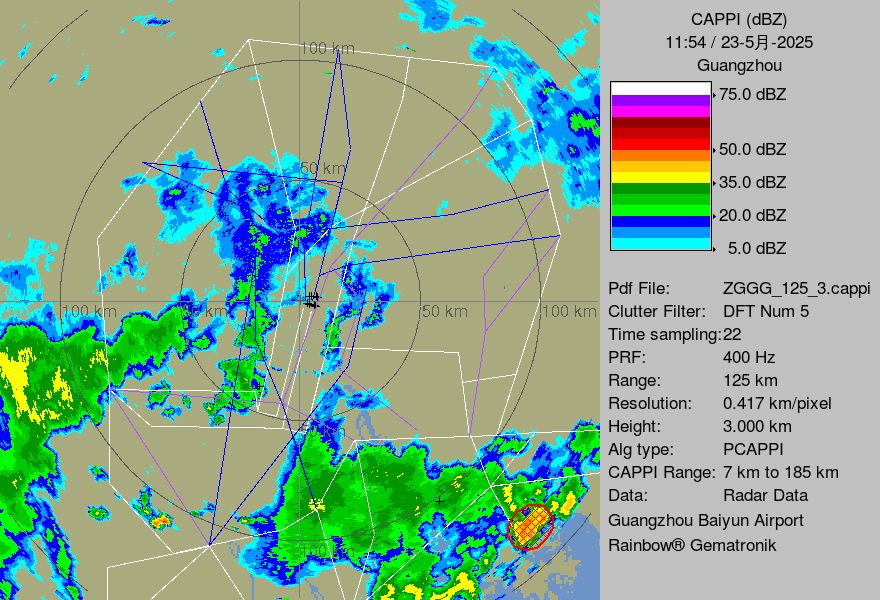 CAPPI (dBZ)
11:54 / 23-5月-2025
Guangzhou
75.0 dBZ
50.0 dBZ
35.0 dBZ
20.0 dBZ
5.0 dBZ
Pdf File: ZGGG_125_3.cappi
Clutter Filter: DFT Num 5
Time sampling:22
PRF: 400 Hz
Range: 125 km
Resolution: 0.417 km/pixel
Height: 3.000 km
Alg type: PCAPPI
CAPPI Range: 7 km to 185 km
Data: Radar Data
Guangzhou Baiyun Airport
Rainbow® Gematronik
100 km
50 km
100 km
50 km
100 km
100 km